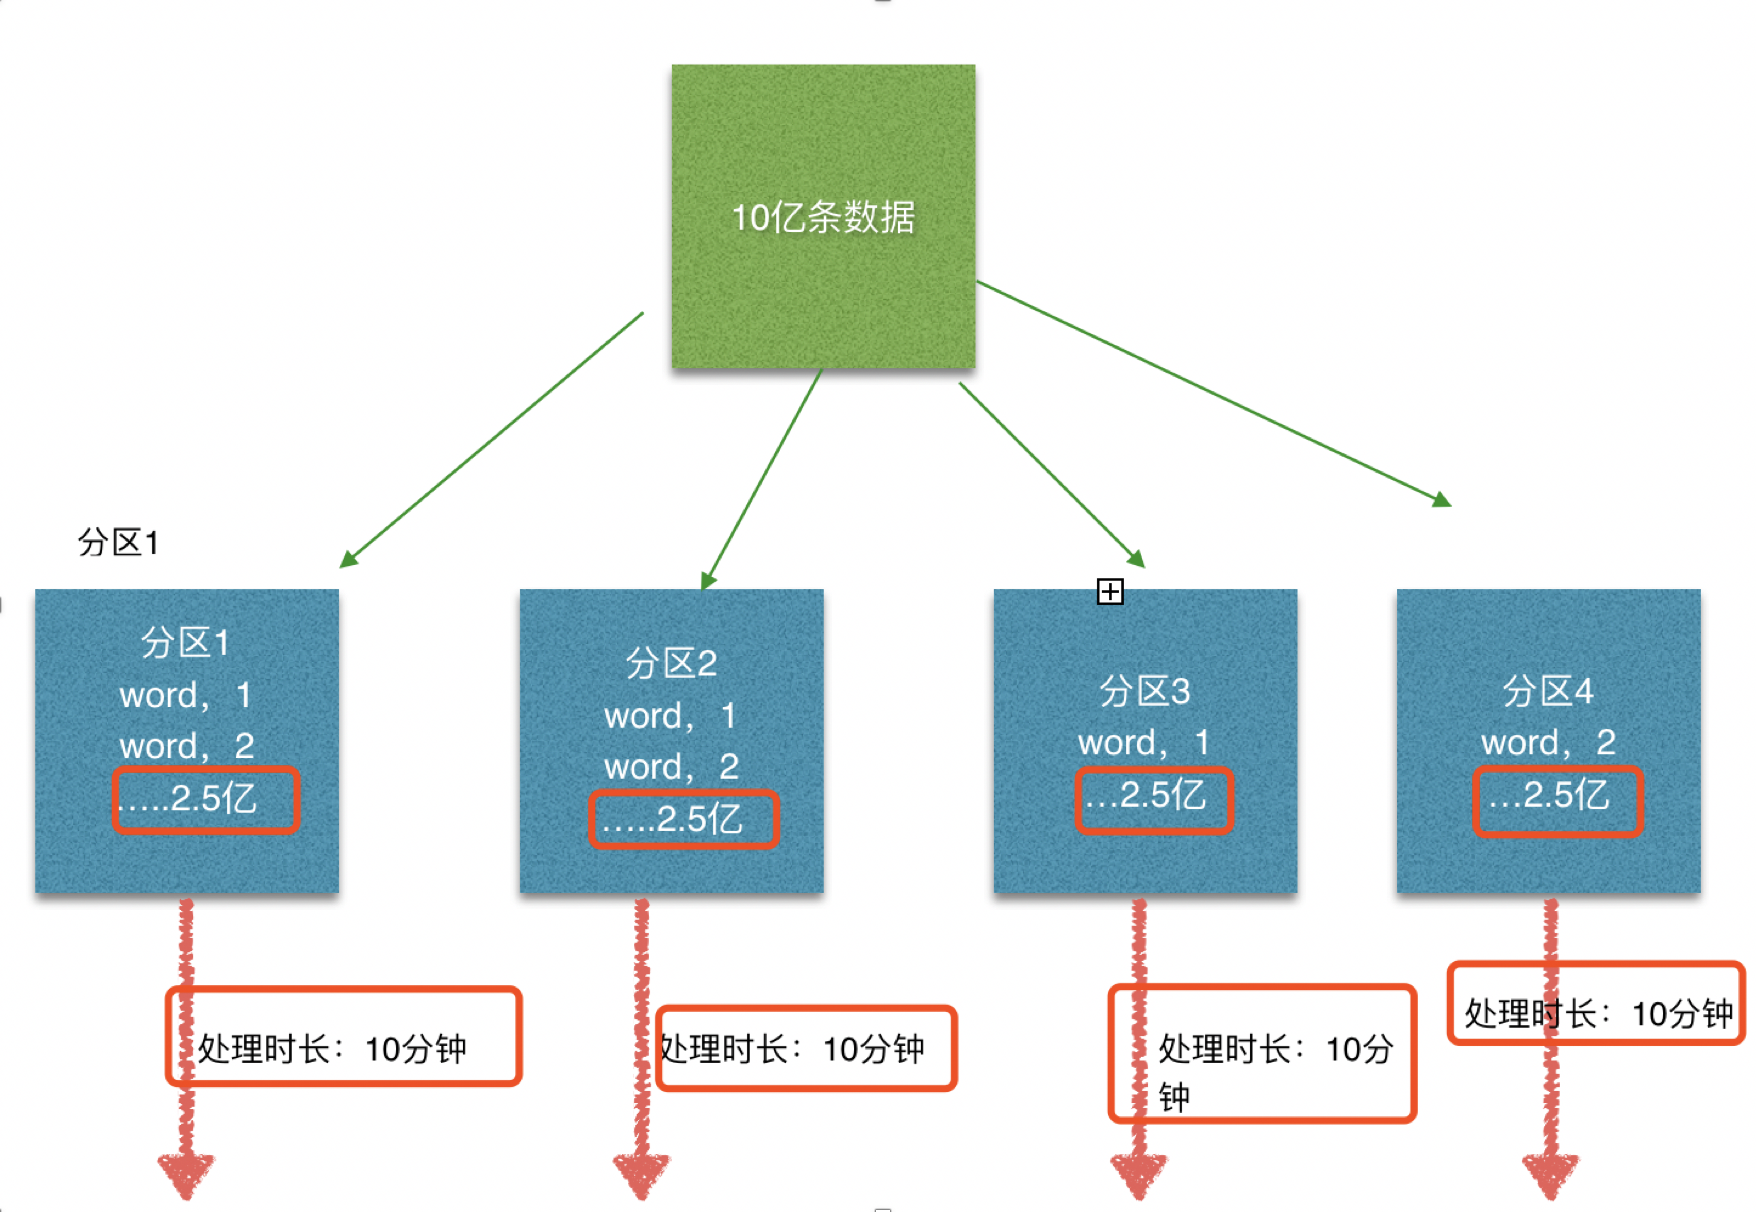 10亿条数据
分区1
分区1
word，1
word，2
…..2.5亿
分区2
word，1
word，2
…..2.5亿
分区3
word，1
…2.5亿
分区4
word，2
…2.5亿
处理时长：10分钟
处理时长：10分钟
处理时长：10分
钟
处理时长：10分钟